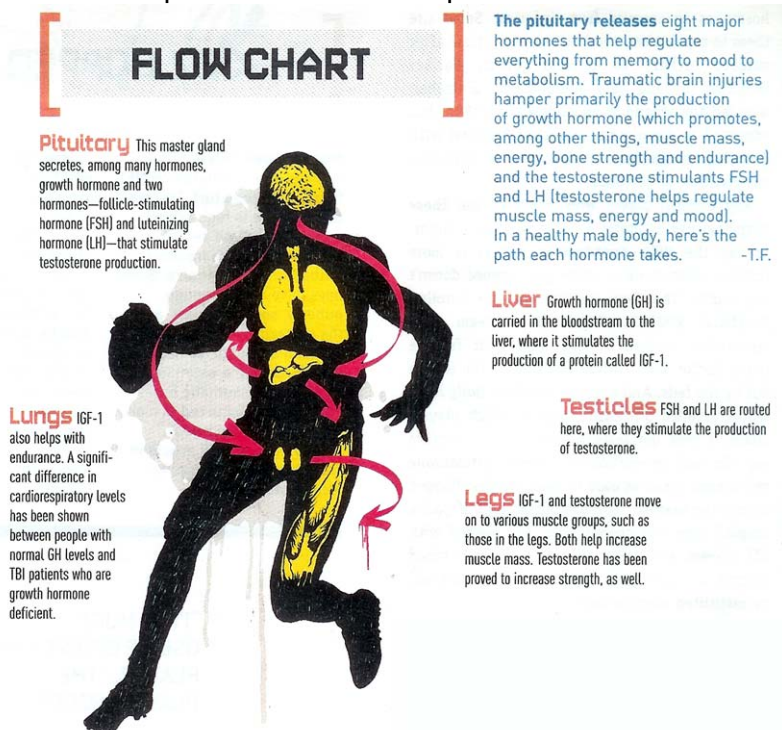 FLOW CHART
The pituitary releases eight major
hormones that help regulate
everything from memory to mood to
metabolism. Traumatic brain injuries
hamper primarily the production
of growth hormone (which promotes,
among other things, muscle mass,
energy, bone strength and endurance)
and the testosterone stimulants FSH
and LH (testosterone helps regulate
muscle mass, energy and mood).
In a healthy male body, here's the
path each hormone takes. -T.F.
Pituitary This master gland
secretes, among many hormones,
growth hormone and two
hormones—follicle-stimulating
hormone (FSH) and luteinizing
hormone (LH)—that stimulate
testosterone production.
Liver Growth hormone (GH) is
carried in the bloodstream to the
liver, where it stimulates the
production of a protein called IGF-1.
Testicles FSH and LH are routed
here, where they stimulate the production
of testosterone.
Lungs IGF-1
also helps with
endurance. A signifi-
cant difference in
cardiorespiratory levels
has been shown
between people with
normal GH levels and
TBI patients who are
growth hormone
deficient.
Legs IGF-1 and testosterone move
on to various muscle groups, such as
those in the legs. Both help increase
muscle mass. Testosterone has been
proved to increase strength, as well.